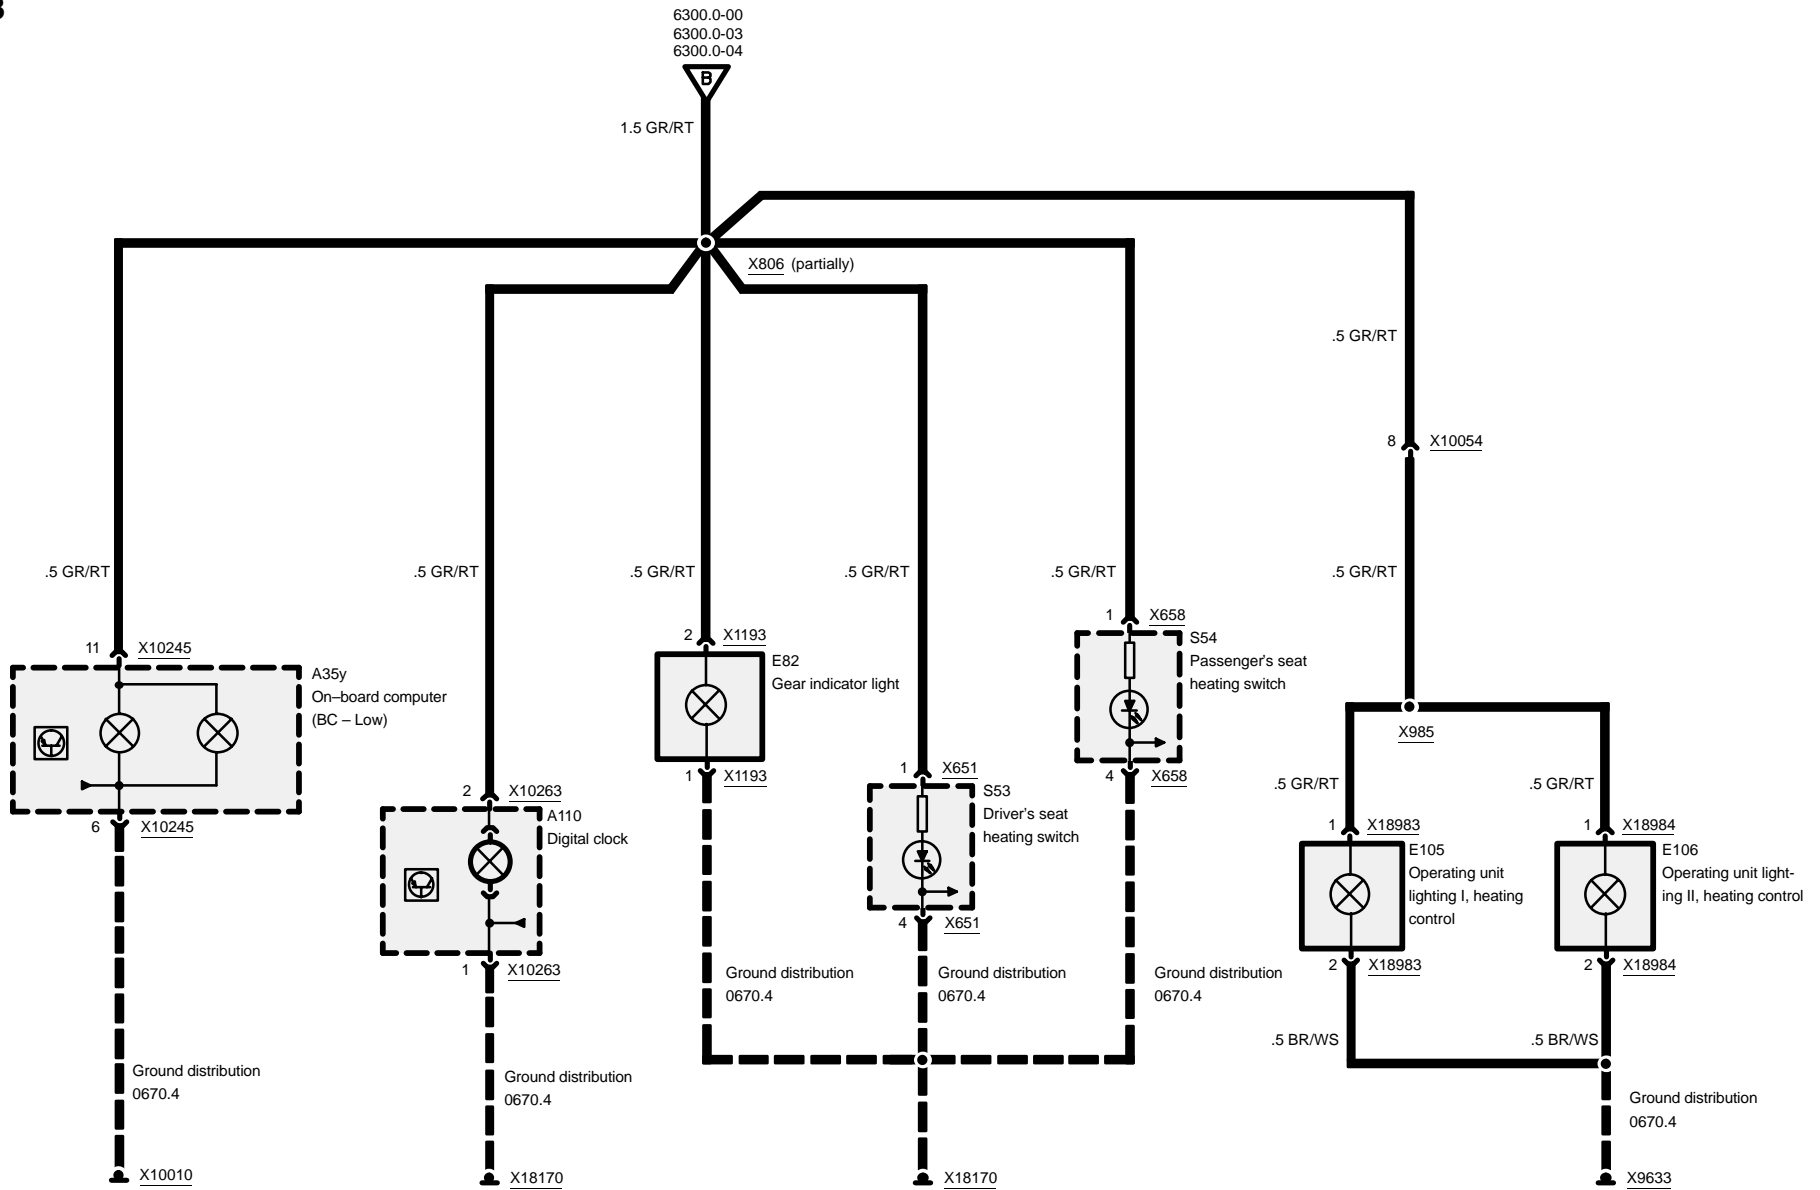 6300.0-00
6300.0-03
6300.0-04
B
1.5 GR/RT
X806 (partially)
.5 GR/RT
8 X10054
.5 GR/RT
.5 GR/RT
.5 GR/RT
.5 GR/RT
.5 GR/RT
.5 GR/RT
11 X10245
A35y
On–board computer
(BC – Low)
6 X10245
Ground distribution
0670.4
X10010
2 X10263
A110
Digital clock
1 X10263
Ground distribution
0670.4
X18170
2 X1193
E82
Gear indicator light
1 X1193
Ground distribution
0670.4
1 X651
S53
Driver's seat
heating switch
4 X651
Ground distribution
0670.4
X18170
1 X658
S54
Passenger's seat
heating switch
4 X658
Ground distribution
0670.4
X985
.5 GR/RT
.5 GR/RT
1 X18983
E105
Operating unit
lighting I, heating
control
2 X18983
.5 BR/WS
1 X18984
E106
Operating unit light-
ing II, heating control
2 X18984
.5 BR/WS
Ground distribution
0670.4
X9633